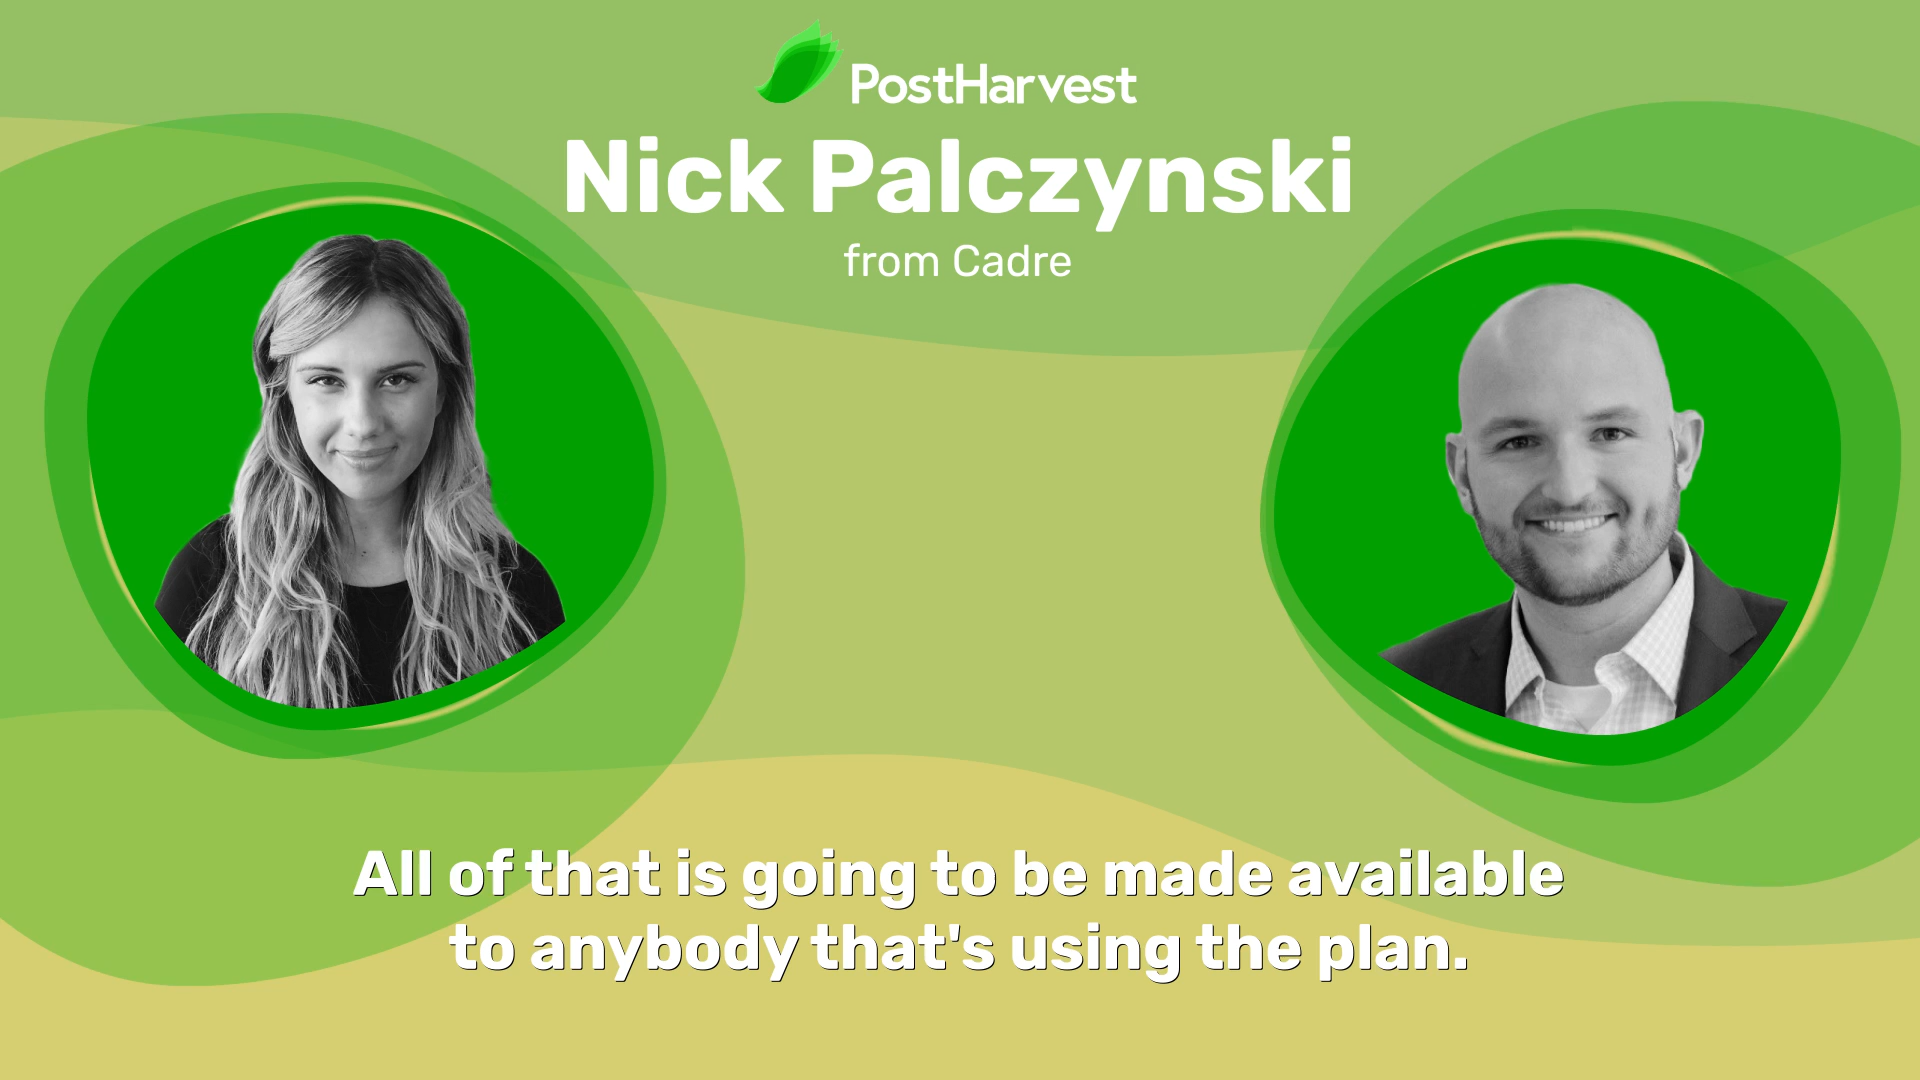 PostHarvest
Nick Palczynski
from Cadre
All of that is going to be made available
to anybody that's using the plan.